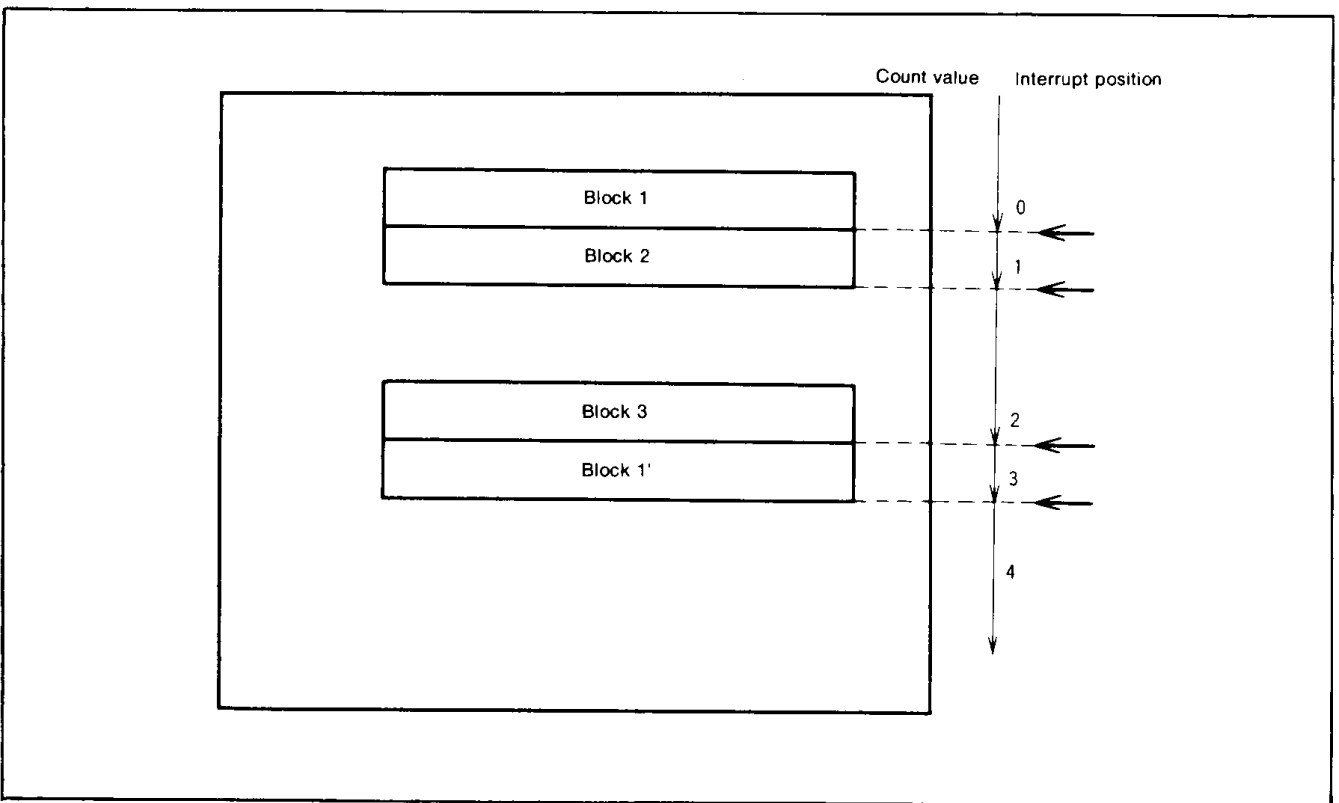 Count value Interrupt position
Block 1
0
Block 2
1
Block 3
2
Block 1'
3
4